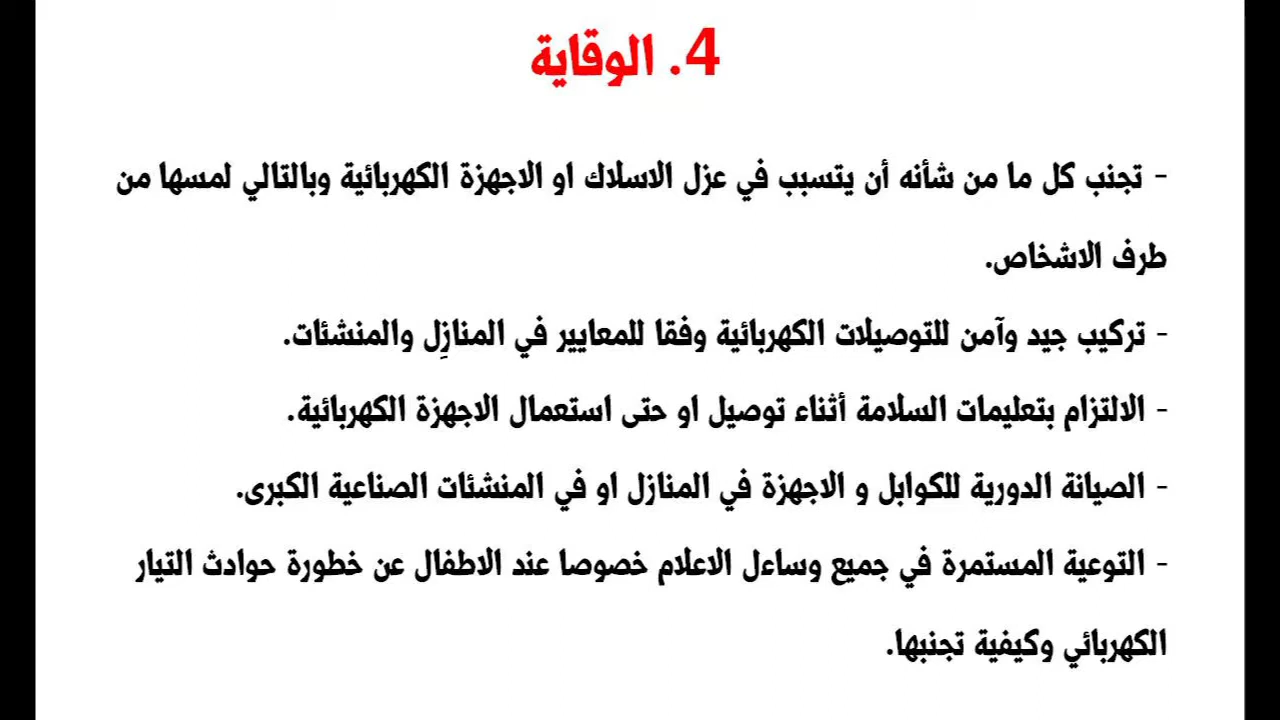 4. الوقاية
- تجنب كل ما من شأنه أن يتسبب في عزل الاسلاك او الاجهزة الكهربائية وبالتالي لمسها من
طرف الاشخاص.
- تركيب جيد وآمن للتوصيلات الكهربائية وفقا للمعايير في المنازِل والمنشئات.
- الالتزام بتعليمات السلامة أثناء توصيل او حتى استعمال الاجهزة الكهربائية.
- الصيانة الدورية للكوابل و الاجهزة في المنازل او في المنشئات الصناعية الكبرى.
- التوعية المستمرة في جميع وساءل الاعلام خصوصا عند الاطفال عن خطورة حوادث التيار
الكهربائي وكيفية تجنبها.